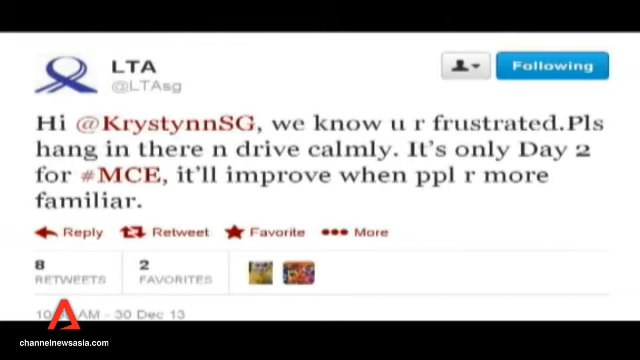 LTA
@LTAsg
Following
Hi @KrystynnSG, we know u r frustrated.Pls
hang in there n drive calmly. It's only Day 2
for #MCE, it'll improve when ppl r more
familiar.
Reply Retweet Favorite More
8 2
RETWEETS FAVORITES
AM - 30 Dec 13
channelnewsasia.com